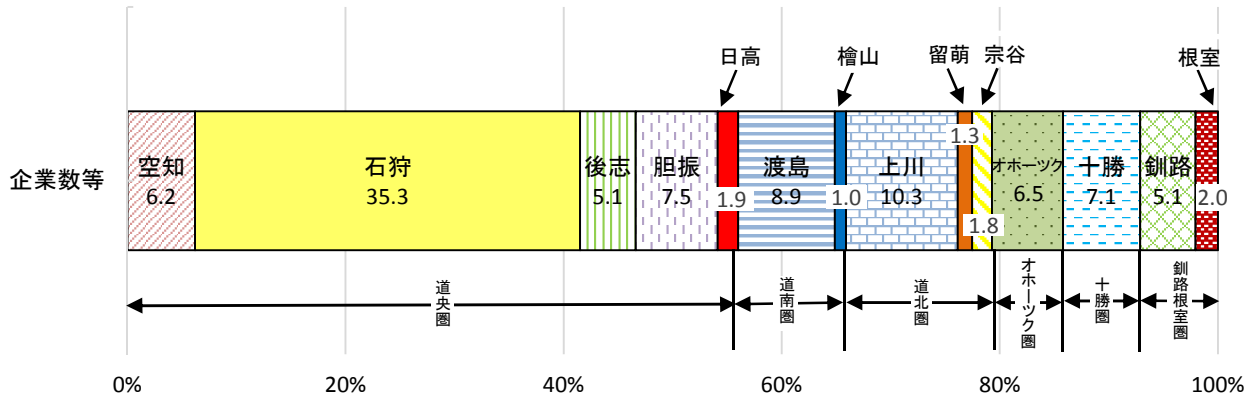 日高
檜山
留萌
宗谷
根室
企業数等
空知
6.2
石狩
35.3
後志
5.1
胆振
7.5
1.9
渡島
8.9
1.0
上川
10.3
1.3
1.8
オホーツク
6.5
十勝
7.1
釧路
5.1
2.0
道央圏
道南圏
道北圏
オホーツク圏
十勝圏
釧路根室圏
0%
20%
40%
60%
80%
100%